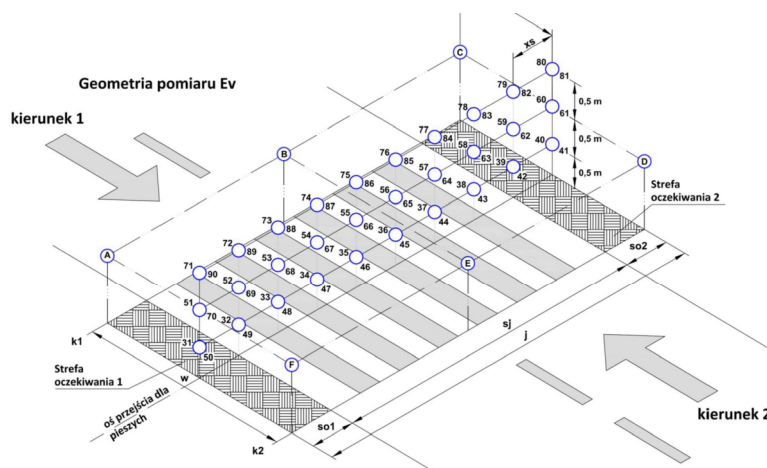 Geometria pomiaru Ev
kierunek 1
kierunek 2
A
B
C
D
E
F
xs
0,5 m
0,5 m
0,5 m
80
81
79
82
60
61
78
83
59
62
40
41
77
84
58
63
39
42
76
85
57
64
38
43
75
86
56
65
37
44
74
87
55
66
36
45
73
88
54
67
35
46
72
89
53
68
34
47
71
90
52
69
33
48
51
70
32
49
31
50
Strefa
oczekiwania 2
so2
sj
j
so1
k1
k2
w
Strefa
oczekiwania 1
oś przejścia dla
pieszych